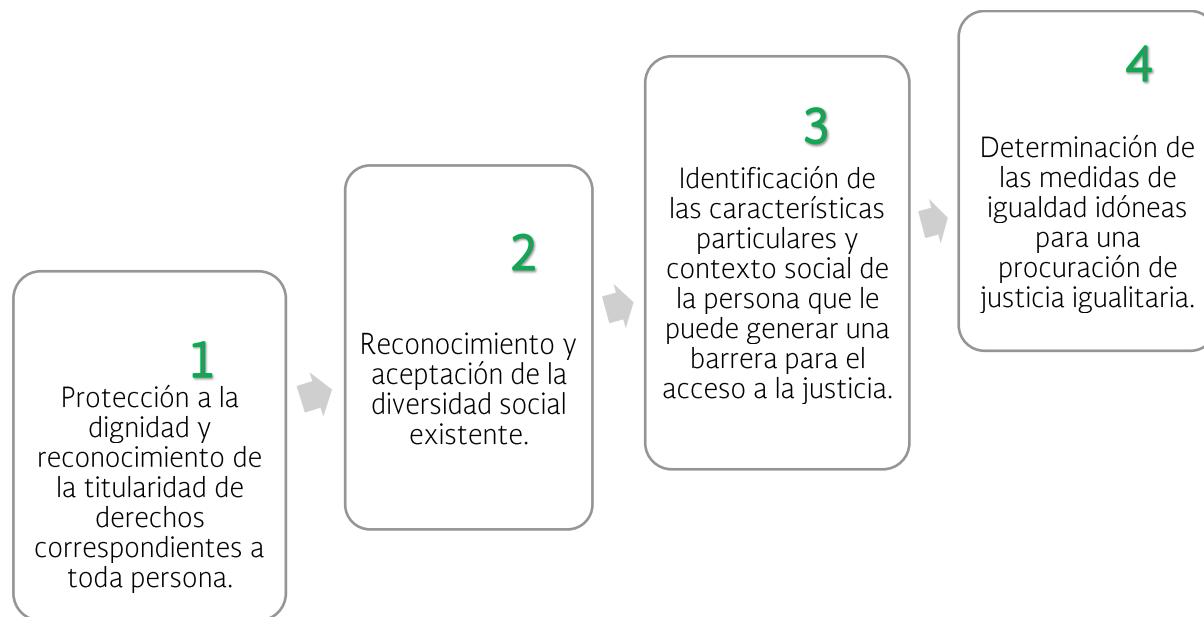 1
Protección a la
dignidad y
reconocimiento de
la titularidad de
derechos
correspondientes a
toda persona.
2
Reconocimiento y
aceptación de la
diversidad social
existente.
3
Identificación de
las características
particulares y
contexto social de
la persona que le
puede generar una
barrera para el
acceso a la justicia.
4
Determinación de
las medidas de
igualdad idóneas
para una
procuración de
justicia igualitaria.